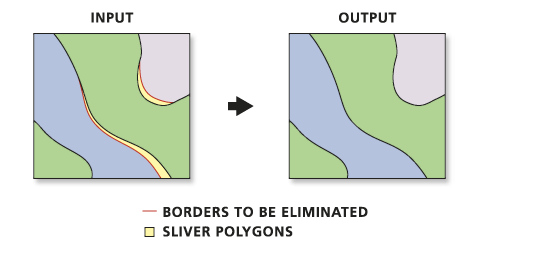 INPUT
OUTPUT
BORDERS TO BE ELIMINATED
SLIVER POLYGONS